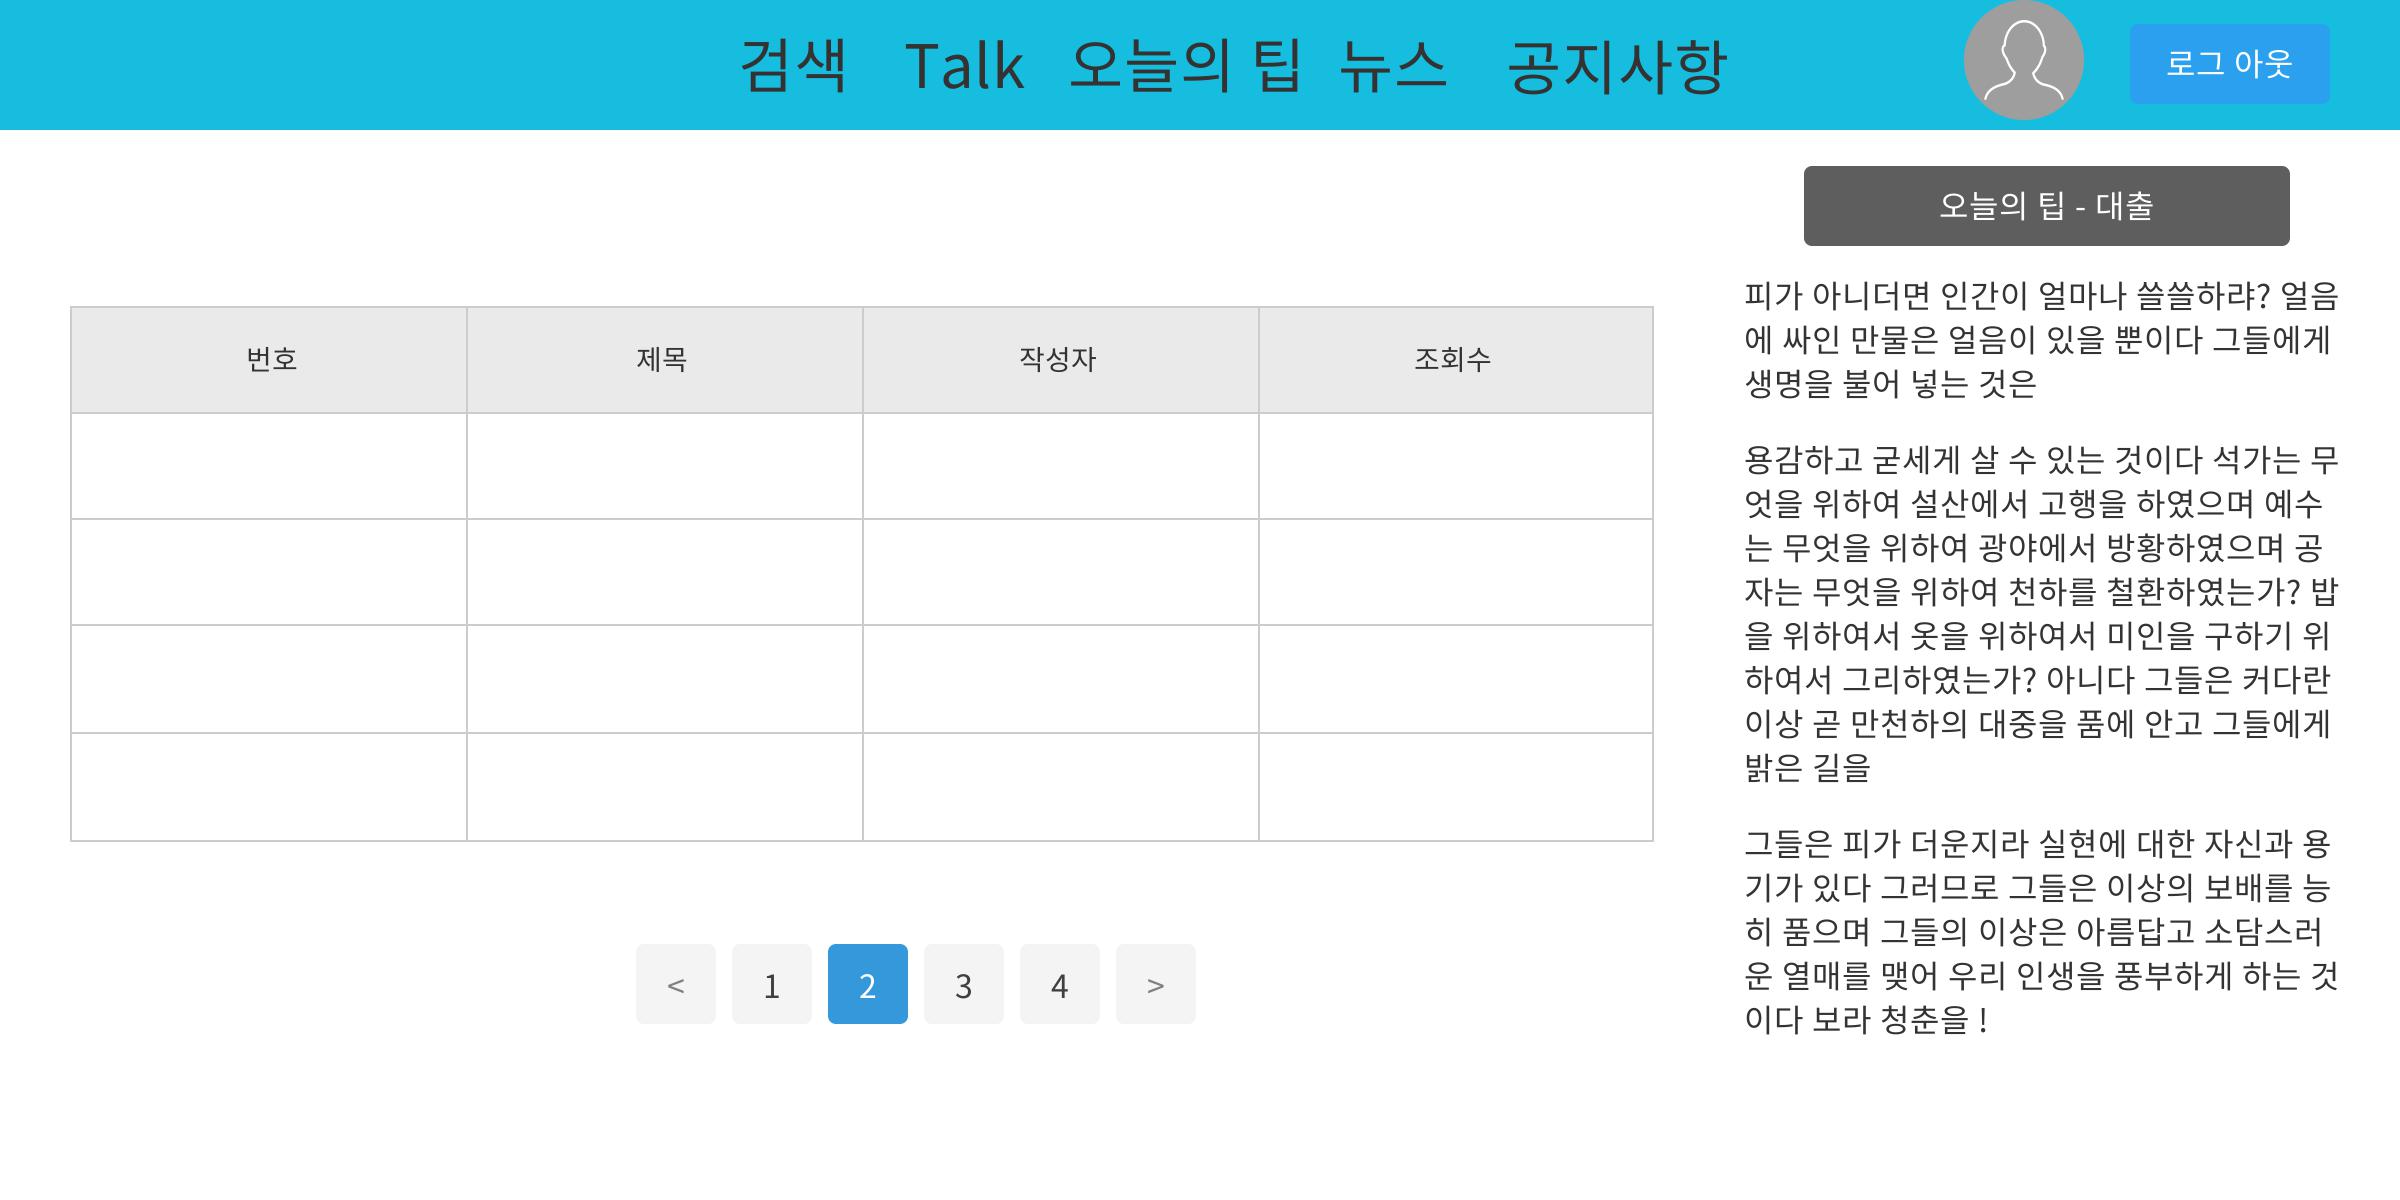 검색 Talk 오늘의 팁 뉴스 공지사항 로그 아웃
오늘의 팁 - 대출
번호 제목 작성자 조회수
< 1 2 3 4 >
피가 아니더면 인간이 얼마나 쓸쓸하랴? 얼음
에 싸인 만물은 얼음이 있을 뿐이다 그들에게
생명을 불어 넣는 것은
용감하고 굳세게 살 수 있는 것이다 석가는 무
엇을 위하여 설산에서 고행을 하였으며 예수
는 무엇을 위하여 광야에서 방황하였으며 공
자는 무엇을 위하여 천하를 철환하였는가? 밥
을 위하여서 옷을 위하여서 미인을 구하기 위
하여서 그리하였는가? 아니다 그들은 커다란
이상 곧 만천하의 대중을 품에 안고 그들에게
밝은 길을
그들은 피가 더운지라 실현에 대한 자신과 용
기가 있다 그러므로 그들은 이상의 보배를 능
히 품으며 그들의 이상은 아름답고 소담스러
운 열매를 맺어 우리 인생을 풍부하게 하는 것
이다 보라 청춘을 !